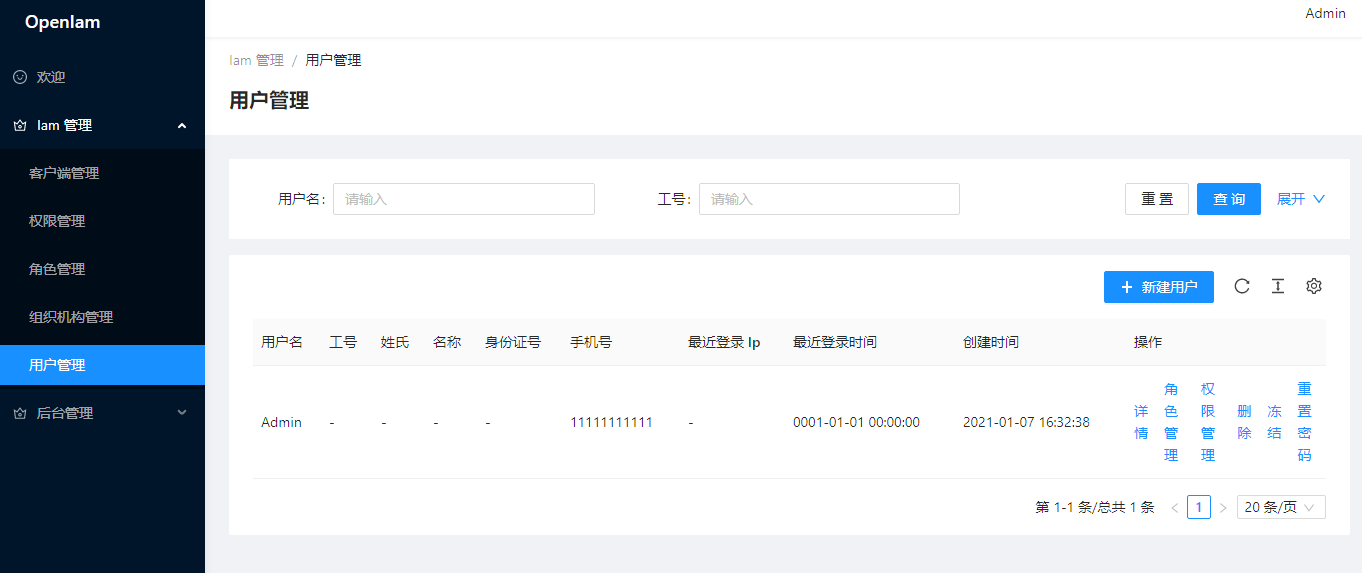 OpenIam
Admin
欢迎
Iam 管理
客户端管理
权限管理
角色管理
组织机构管理
用户管理
后台管理
Iam 管理 / 用户管理
用户管理
用户名: 请输入 工号: 请输入 重 置 查 询 展开
新建用户
用户名 工号 姓氏 名称 身份证号 手机号 最近登录 Ip 最近登录时间 创建时间 操作
Admin - - - - 11111111111 - 0001-01-01 00:00:00 2021-01-07 16:32:38 详情 角色管理 权限管理 删除 冻结 重置密码
第 1-1 条/总共 1 条 < 1 > 20 条/页